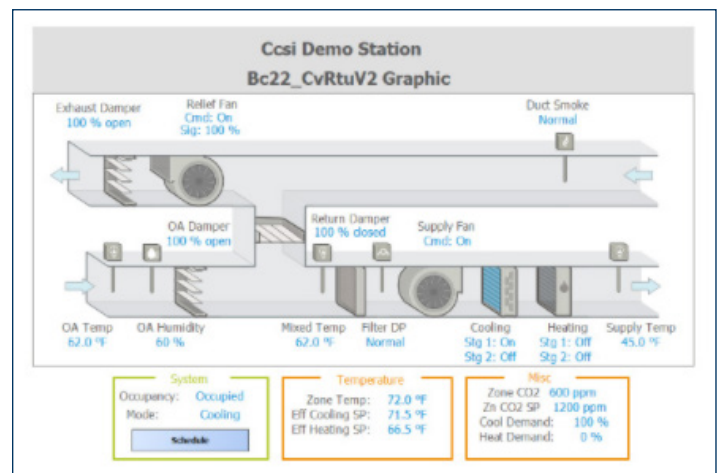 Ccsi Demo Station
Bc22_CvRtuV2 Graphic
Exhaust Damper
100 % open
Relief Fan
Cmd: On
Sig: 100 %
Duct Smoke
Normal
OA Damper
100 % open
Return Damper
100 % closed
Supply Fan
Cmd: On
OA Temp
62.0 °F
OA Humidity
60 %
Mixed Temp
62.0 °F
Filter DP
Normal
Cooling
Stg 1: On
Stg 2: Off
Heating
Stg 1: Off
Stg 2: Off
Supply Temp
45.0 °F
System
Occupancy: Occupied
Mode: Cooling
Schedule
Temperature
Zone Temp: 72.0 °F
Eff Cooling SP: 71.5 °F
Eff Heating SP: 66.5 °F
Misc
Zone CO2 600 ppm
Zn CO2 SP 1200 ppm
Cool Demand: 100 %
Heat Demand: 0 %